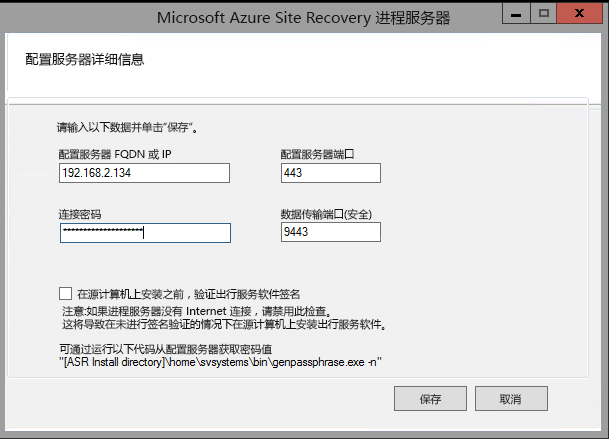 Microsoft Azure Site Recovery 进程服务器
配置服务器详细信息
请输入以下数据并单击"保存"。
配置服务器 FQDN 或 IP
配置服务器端口
192.168.2.134
443
连接密码
数据传输端口(安全)
********************
9443
在源计算机上安装之前，验证出行服务软件签名
注意:如果进程服务器没有 Internet 连接，请禁用此检查。
这将导致在未进行签名验证的情况下在源计算机上安装出行服务软件。
可通过运行以下代码从配置服务器获取密码值
"[ASR Install directory]\home\svsystems\bin\genpassphrase.exe -n"
保存
取消